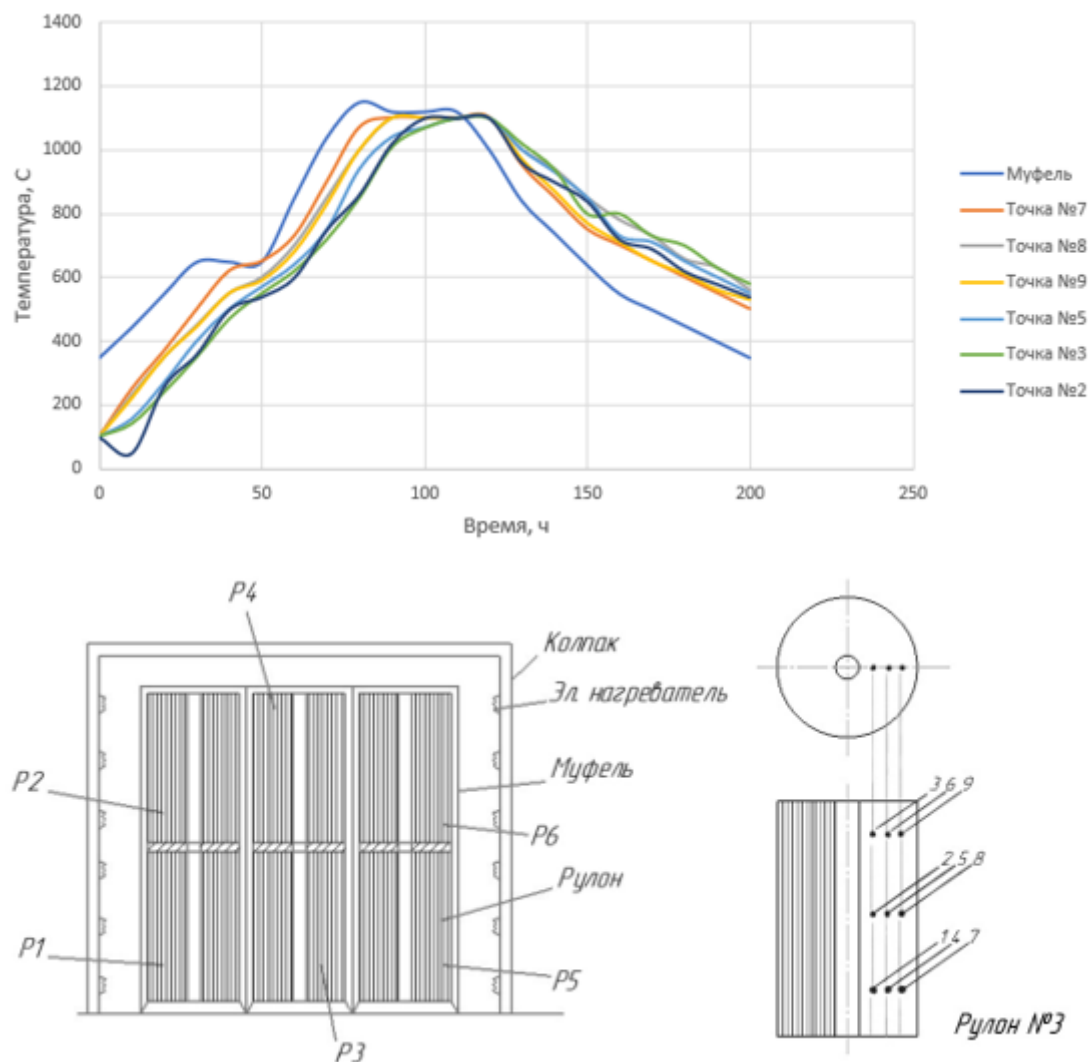 1400
1200
1000
800
600
400
200
0
Температура, С
0 50 100 150 200 250
Время, ч
Муфель
Точка №7
Точка №8
Точка №9
Точка №5
Точка №3
Точка №2
Р4
Колпак
Эл. нагреватель
Муфель
Р2
Р6
Рулон
Р1
Р5
Р3
3,6,9
2,5,8
1,4,7
Рулон №3